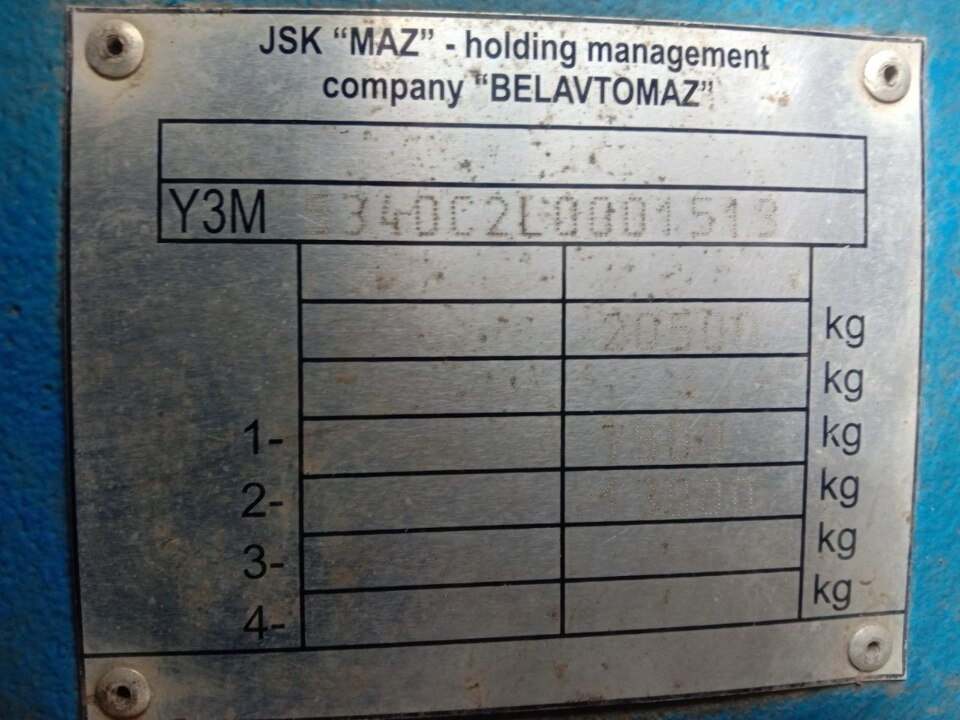 JSK “MAZ” - holding management
company “BELAVTOMAZ”
Y3M 5340C2L0001513
20500 kg
kg
1- 7500 kg
2- 13000 kg
3- kg
4- kg